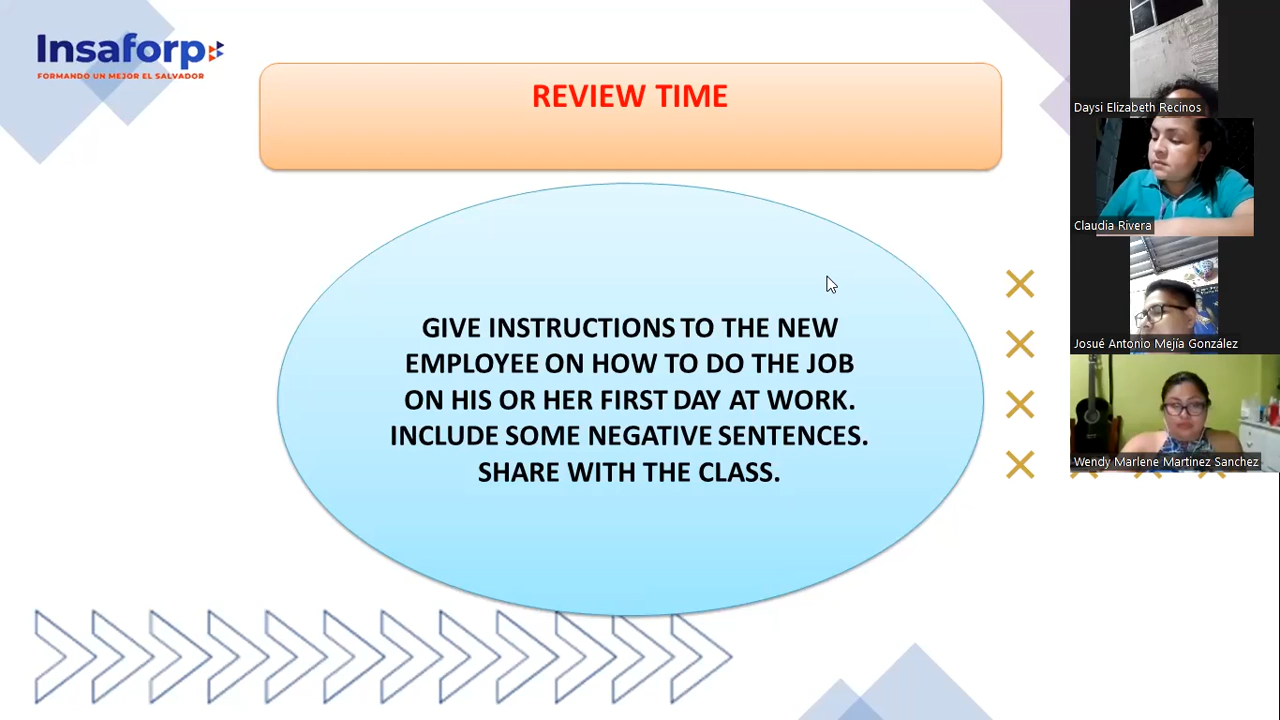 Insaforp
FORMANDO UN MEJOR EL SALVADOR
REVIEW TIME
GIVE INSTRUCTIONS TO THE NEW
EMPLOYEE ON HOW TO DO THE JOB
ON HIS OR HER FIRST DAY AT WORK.
INCLUDE SOME NEGATIVE SENTENCES.
SHARE WITH THE CLASS.
Daysi Elizabeth Recinos
Claudia Rivera
Josué Antonio Mejía González
Wendy Marlene Martinez Sanchez